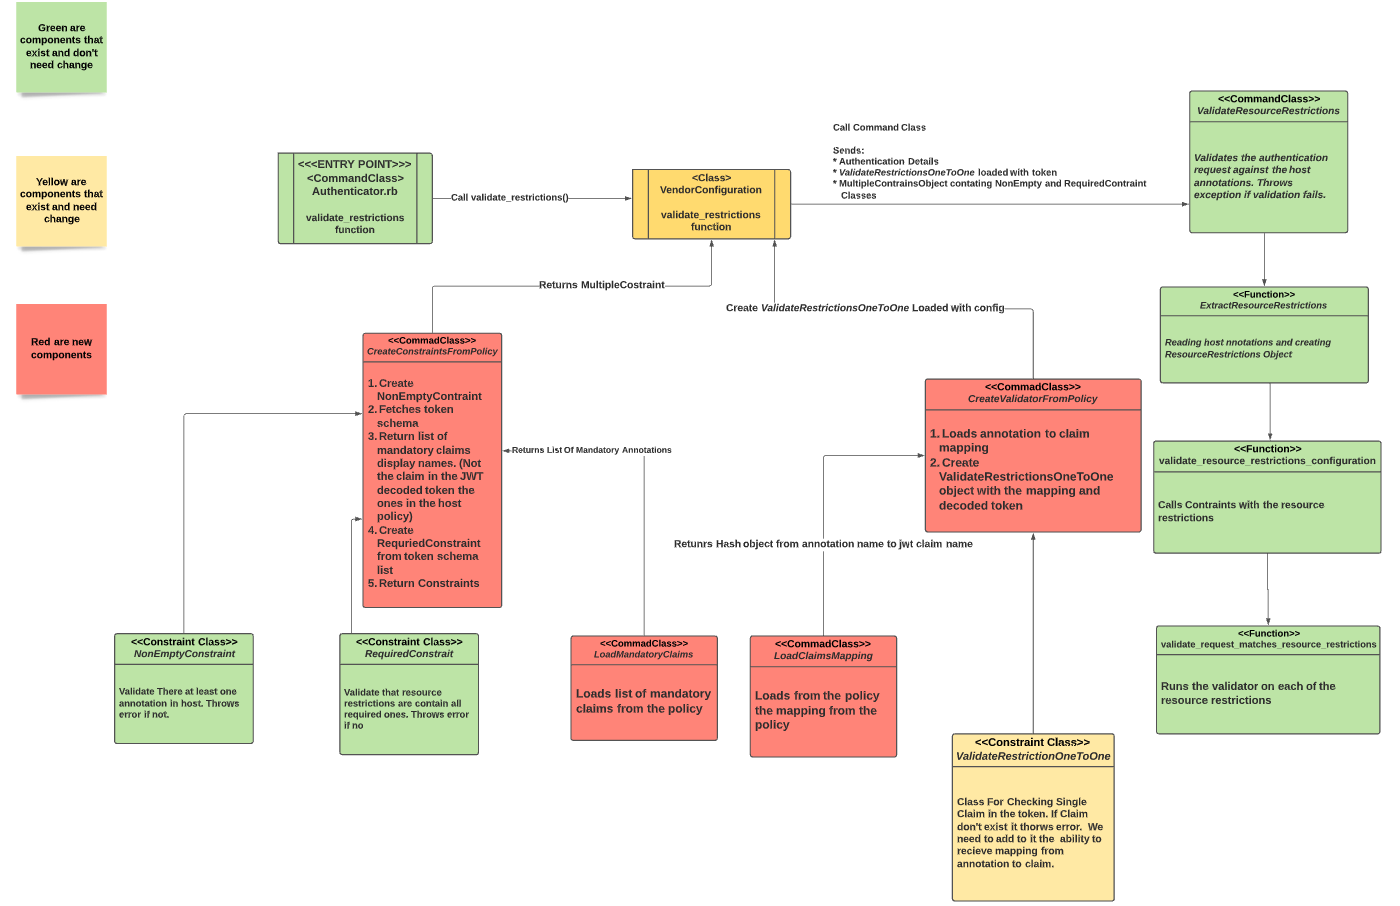 Green are
components that
exist and don't
need change
Yellow are
components that
exist and need
change
Red are new
components
<<<ENTRY POINT>>>
<CommandClass>
Authenticator.rb
validate_restrictions
function
Call validate_restrictions()
<Class>
VendorConfiguration
validate_restrictions
function
Call Command Class
Sends:
* Authentication Details
* ValidateRestrictionsOneToOne loaded with token
* MultipleContrainsObject contating NonEmpty and RequiredContraint
Classes
<<CommandClass>>
ValidateResourceRestrictions
Validates the authentication
request against the host
annotations. Throws
exception if validation fails.
<<Function>>
ExtractResourceRestrictions
Reading host nnotations and creating
ResourceRestrictions Object
<<Function>>
validate_resource_restrictions_configuration
Calls Contraints with the resource
restrictions
<<Function>>
validate_request_matches_resource_restrictions
Runs the validator on each of the
resource restrictions
Returns MultipleCostraint
Create ValidateRestrictionsOneToOne Loaded with config
<<CommadClass>>
CreateConstraintsFromPolicy
1. Create
NonEmptyContraint
2. Fetches token
schema
3. Return list of
mandatory claims
display names. (Not
the claim in the JWT
decoded token the
ones in the host
policy)
4. Create
RequriedConstraint
from token schema
list
5. Return Constraints
Returns List Of Mandatory Annotations
<<CommadClass>>
CreateValidatorFromPolicy
1. Loads annotation to claim
mapping
2. Create
ValidateRestrictionsOneToOne
object with the mapping and
decoded token
Retunrs Hash object from annotation name to jwt claim name
<<Constraint Class>>
NonEmptyConstraint
Validate There at least one
annotation in host. Throws
error if not.
<<Constraint Class>>
RequiredConstrait
Validate that resource
restrictions are contain all
required ones. Throws error
if no
<<CommadClass>>
LoadMandatoryClaims
Loads list of mandatory
claims from the policy
<<CommadClass>>
LoadClaimsMapping
Loads from the policy
the mapping from the
policy
<<Constraint Class>>
ValidateRestrictionOneToOne
Class For Checking Single
Claim in the token. If Claim
don't exist it thorws error. We
need to add to it the ability to
recieve mapping from
annotation to claim.